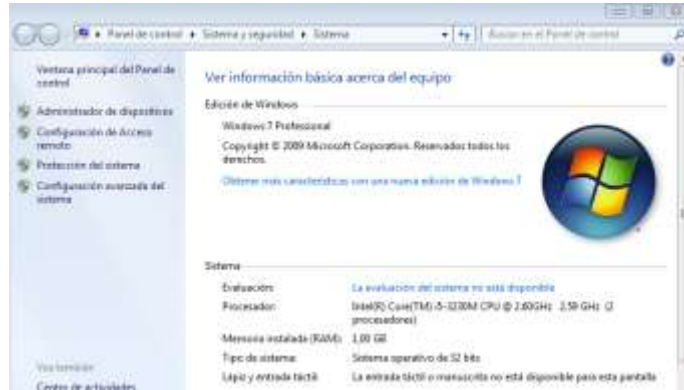 Panel de control ▸ Sistema y seguridad ▸ Sistema
Buscar en el Panel de control
Ventana principal del Panel de
control
Administrador de dispositivos
Configuración de Acceso
remoto
Protección del sistema
Configuración avanzada del
sistema
Vea también
Centro de actividades
Ver información básica acerca del equipo
Edición de Windows
Windows 7 Professional
Copyright © 2009 Microsoft Corporation. Reservados todos los
derechos.
Obtener más características con una nueva edición de Windows 7
Sistema
Evaluación: La evaluación del sistema no está disponible
Procesador: Intel(R) Core(TM) i5-3230M CPU @ 2.60GHz 2.59 GHz (2
procesadores)
Memoria instalada (RAM): 1,00 GB
Tipo de sistema: Sistema operativo de 32 bits
Lápiz y entrada táctil: La entrada táctil o manuscrita no está disponible para esta pantalla